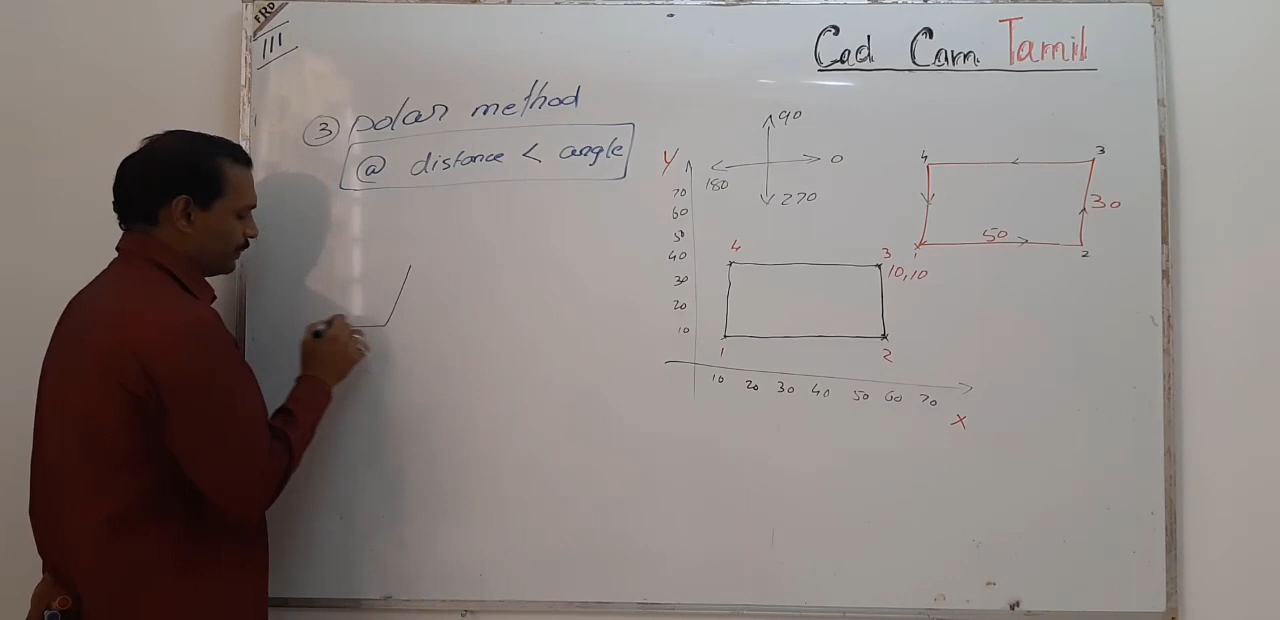 FRD
III
Cad Cam Tamil
③ polar method
@ distance < angle
90
0
180
270
Y
70
60
50
40
30
20
10
10 20 30 40 50 60 70
X
4
3
10,10
1
2
4
3
30
50
1
2